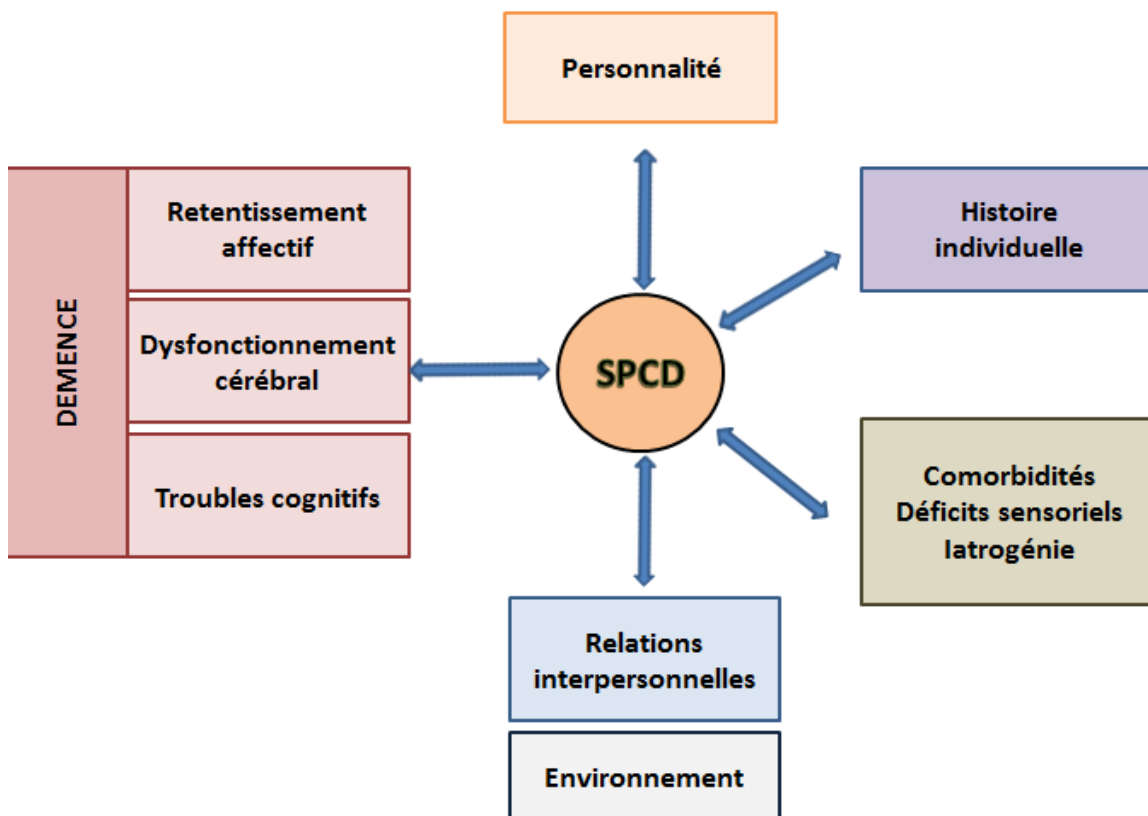 Personnalité
Retentissement
affectif
Histoire
individuelle
DEMENCE
Dysfonctionnement
cérébral
SPCD
Troubles cognitifs
Comorbidités
Déficits sensoriels
Iatrogénie
Relations
interpersonnelles
Environnement